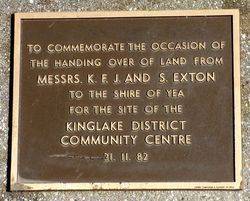 TO COMMEMORATE THE OCCASION OF
THE HANDING OVER OF LAND FROM
MESSRS. K. F. J. AND S. EXTON
TO THE SHIRE OF YEA
FOR THE SITE OF THE
KINGLAKE DISTRICT
COMMUNITY CENTRE
21. 11. 82